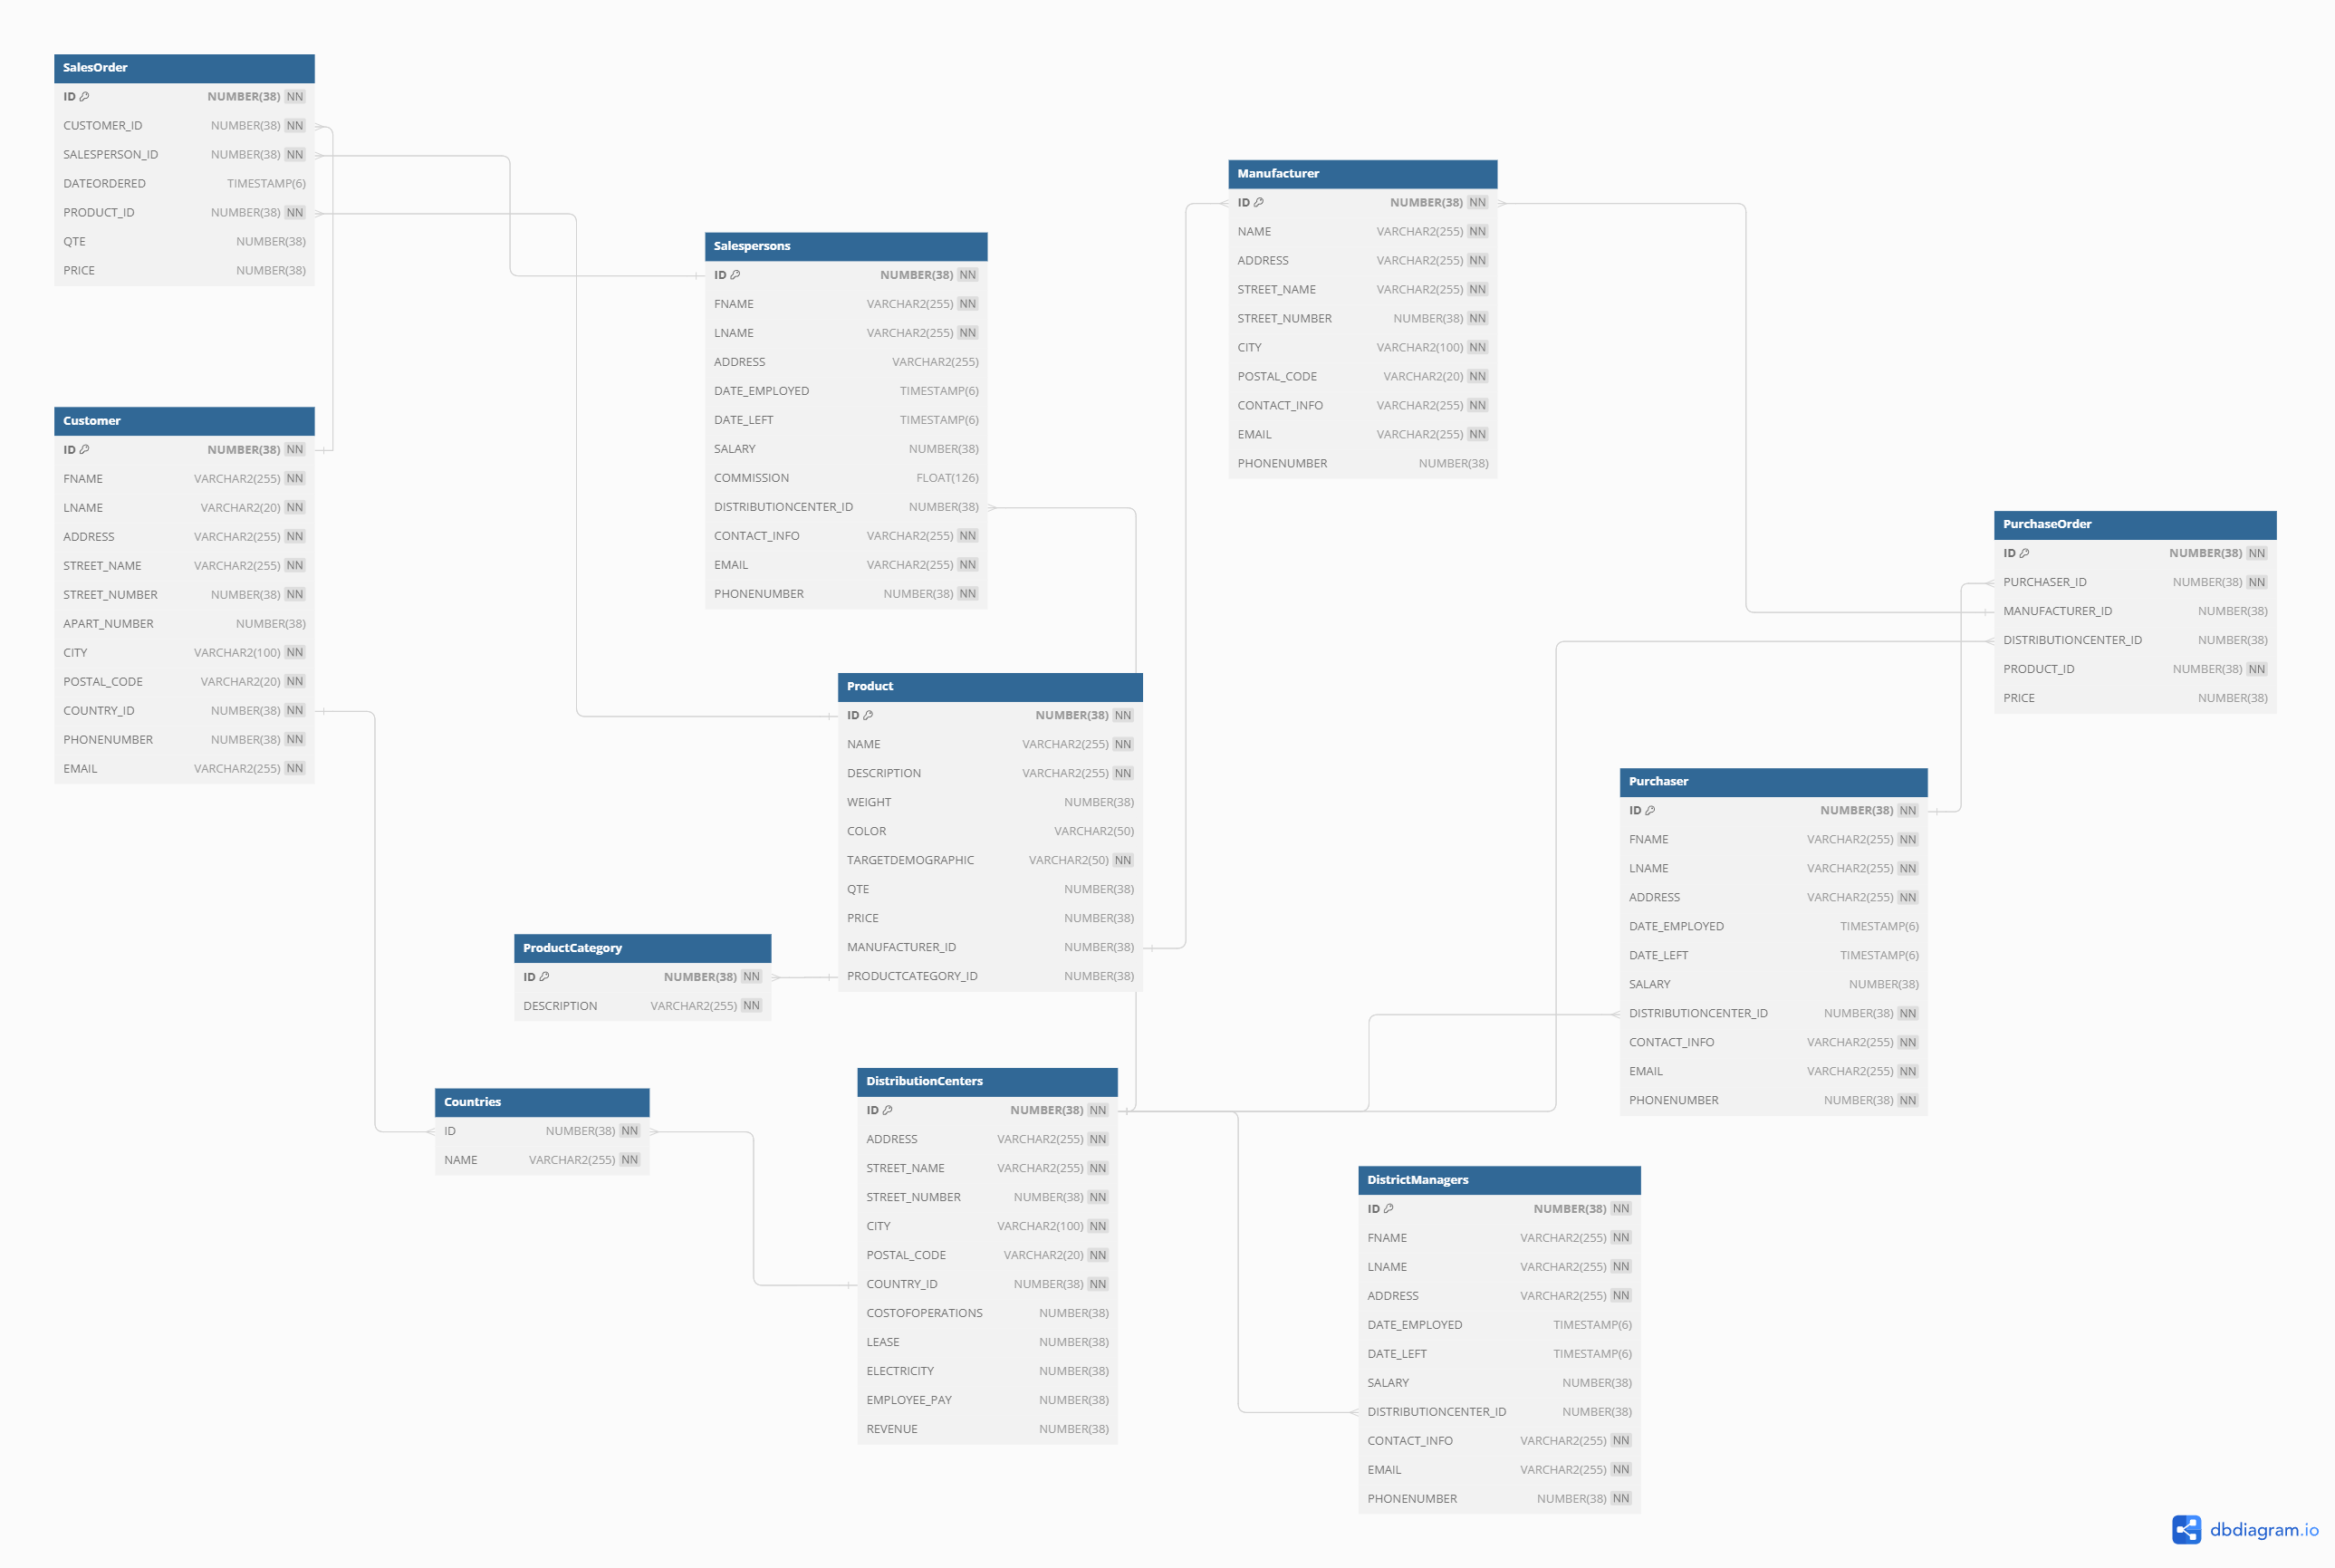 SalesOrder
ID NUMBER(38) NN
CUSTOMER_ID NUMBER(38) NN
SALESPERSON_ID NUMBER(38) NN
DATEORDERED TIMESTAMP(6)
PRODUCT_ID NUMBER(38) NN
QTE NUMBER(38)
PRICE NUMBER(38)
Customer
ID NUMBER(38) NN
FNAME VARCHAR2(255) NN
LNAME VARCHAR2(20) NN
ADDRESS VARCHAR2(255) NN
STREET_NAME VARCHAR2(255) NN
STREET_NUMBER NUMBER(38) NN
APART_NUMBER NUMBER(38)
CITY VARCHAR2(100) NN
POSTAL_CODE VARCHAR2(20) NN
COUNTRY_ID NUMBER(38) NN
PHONENUMBER NUMBER(38) NN
EMAIL VARCHAR2(255) NN
Salespersons
ID NUMBER(38) NN
FNAME VARCHAR2(255) NN
LNAME VARCHAR2(255) NN
ADDRESS VARCHAR2(255)
DATE_EMPLOYED TIMESTAMP(6)
DATE_LEFT TIMESTAMP(6)
SALARY NUMBER(38)
COMMISSION FLOAT(126)
DISTRIBUTIONCENTER_ID NUMBER(38)
CONTACT_INFO VARCHAR2(255) NN
EMAIL VARCHAR2(255) NN
PHONENUMBER NUMBER(38) NN
Manufacturer
ID NUMBER(38) NN
NAME VARCHAR2(255) NN
ADDRESS VARCHAR2(255) NN
STREET_NAME VARCHAR2(255) NN
STREET_NUMBER NUMBER(38) NN
CITY VARCHAR2(100) NN
POSTAL_CODE VARCHAR2(20) NN
CONTACT_INFO VARCHAR2(255) NN
EMAIL VARCHAR2(255) NN
PHONENUMBER NUMBER(38)
PurchaseOrder
ID NUMBER(38) NN
PURCHASER_ID NUMBER(38) NN
MANUFACTURER_ID NUMBER(38)
DISTRIBUTIONCENTER_ID NUMBER(38)
PRODUCT_ID NUMBER(38) NN
PRICE NUMBER(38)
Product
ID NUMBER(38) NN
NAME VARCHAR2(255) NN
DESCRIPTION VARCHAR2(255) NN
WEIGHT NUMBER(38)
COLOR VARCHAR2(50)
TARGETDEMOGRAPHIC VARCHAR2(50) NN
QTE NUMBER(38)
PRICE NUMBER(38)
MANUFACTURER_ID NUMBER(38)
PRODUCTCATEGORY_ID NUMBER(38)
Purchaser
ID NUMBER(38) NN
FNAME VARCHAR2(255) NN
LNAME VARCHAR2(255) NN
ADDRESS VARCHAR2(255) NN
DATE_EMPLOYED TIMESTAMP(6)
DATE_LEFT TIMESTAMP(6)
SALARY NUMBER(38)
DISTRIBUTIONCENTER_ID NUMBER(38) NN
CONTACT_INFO VARCHAR2(255) NN
EMAIL VARCHAR2(255) NN
PHONENUMBER NUMBER(38) NN
ProductCategory
ID NUMBER(38) NN
DESCRIPTION VARCHAR2(255) NN
Countries
ID NUMBER(38) NN
NAME VARCHAR2(255) NN
DistributionCenters
ID NUMBER(38) NN
ADDRESS VARCHAR2(255) NN
STREET_NAME VARCHAR2(255) NN
STREET_NUMBER NUMBER(38) NN
CITY VARCHAR2(100) NN
POSTAL_CODE VARCHAR2(20) NN
COUNTRY_ID NUMBER(38) NN
COSTOFOPERATIONS NUMBER(38)
LEASE NUMBER(38)
ELECTRICITY NUMBER(38)
EMPLOYEE_PAY NUMBER(38)
REVENUE NUMBER(38)
DistrictManagers
ID NUMBER(38) NN
FNAME VARCHAR2(255) NN
LNAME VARCHAR2(255) NN
ADDRESS VARCHAR2(255) NN
DATE_EMPLOYED TIMESTAMP(6)
DATE_LEFT TIMESTAMP(6)
SALARY NUMBER(38)
DISTRIBUTIONCENTER_ID NUMBER(38)
CONTACT_INFO VARCHAR2(255) NN
EMAIL VARCHAR2(255) NN
PHONENUMBER NUMBER(38) NN
dbdiagram.io